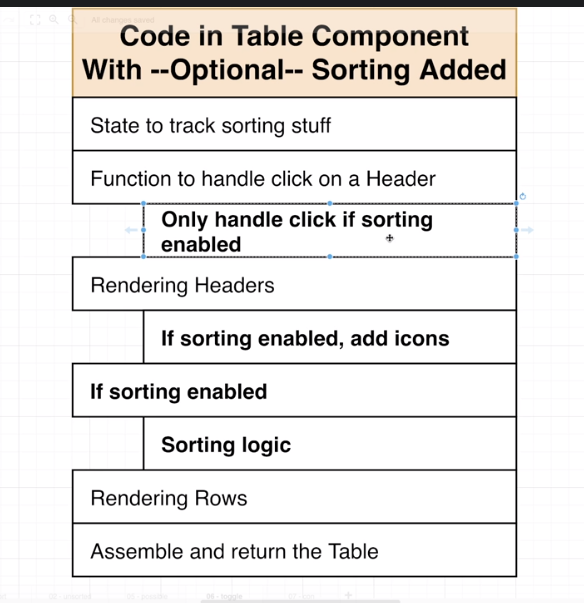 All changes saved
Code in Table Component
With --Optional-- Sorting Added
State to track sorting stuff
Function to handle click on a Header
Only handle click if sorting
enabled
Rendering Headers
If sorting enabled, add icons
If sorting enabled
Sorting logic
Rendering Rows
Assemble and return the Table